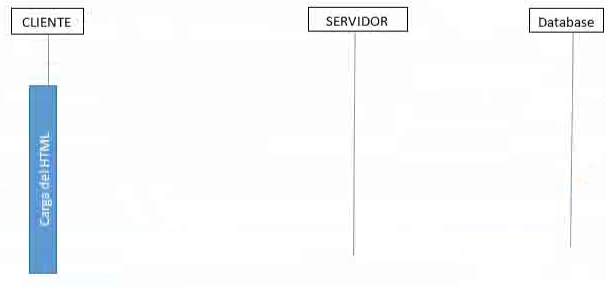 CLIENTE
SERVIDOR
Database
Carga del HTML